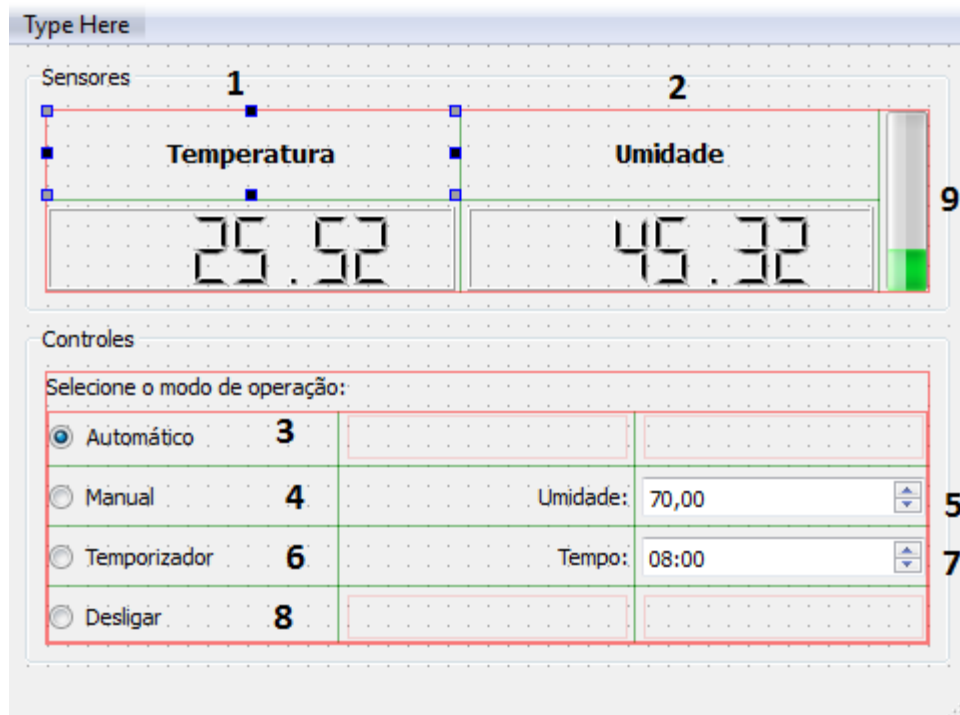 Type Here
Sensores
1 2
Temperatura Umidade
9
25.52 45.32
Controles
Selecione o modo de operação:
Automático 3
Manual 4 Umidade: 70,00 5
Temporizador 6 Tempo: 08:00 7
Desligar 8